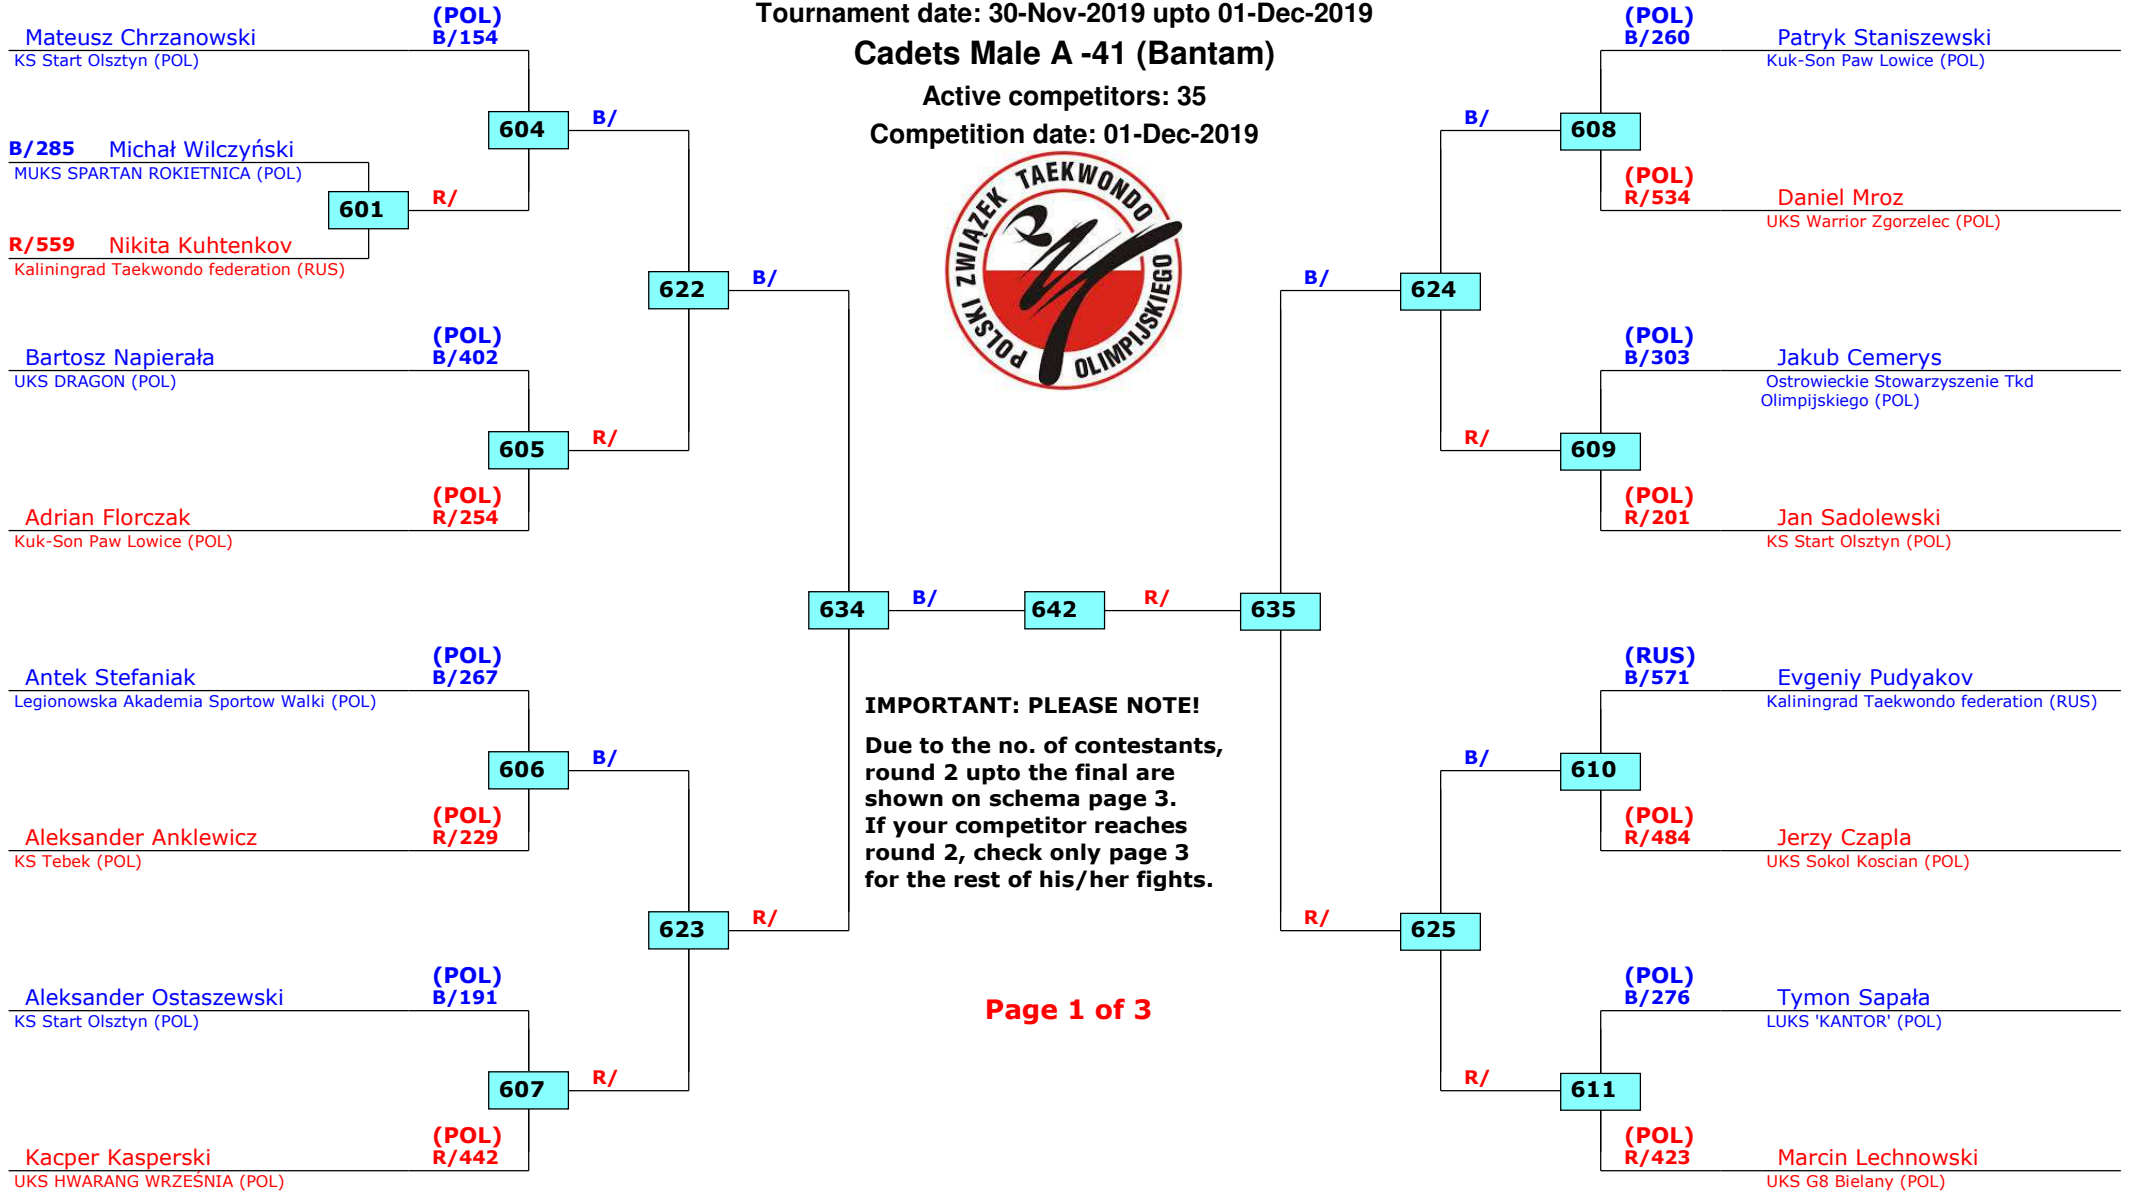 Tournament date: 30-Nov-2019 upto 01-Dec-2019
Cadets Male A -41 (Bantam)
Active competitors: 35
Competition date: 01-Dec-2019
POLSKI ZWIĄZEK TAEKWONDO OLIMPIJSKIEGO
(POL)
Mateusz Chrzanowski B/154
KS Start Olsztyn (POL)
604
B/
B/285 Michał Wilczyński
MUKS SPARTAN ROKIETNICA (POL)
601
R/
R/559 Nikita Kuhtenkov
Kaliningrad Taekwondo federation (RUS)
622
B/
(POL)
Bartosz Napierała B/402
UKS DRAGON (POL)
605
R/
(POL)
Adrian Florczak R/254
Kuk-Son Paw Lowice (POL)
634
B/
642
R/
635
(POL)
Antek Stefaniak B/267
Legionowska Akademia Sportow Walki (POL)
606
B/
(POL)
Aleksander Anklewicz R/229
KS Tebek (POL)
623
R/
(POL)
Aleksander Ostaszewski B/191
KS Start Olsztyn (POL)
607
R/
(POL)
Kacper Kasperski R/442
UKS HWARANG WRZEŚNIA (POL)
IMPORTANT: PLEASE NOTE!
Due to the no. of contestants,
round 2 upto the final are
shown on schema page 3.
If your competitor reaches
round 2, check only page 3
for the rest of his/her fights.
Page 1 of 3
(POL)
B/260 Patryk Staniszewski
Kuk-Son Paw Lowice (POL)
B/
608
(POL)
R/534 Daniel Mroz
UKS Warrior Zgorzelec (POL)
B/
624
(POL)
B/303 Jakub Cemerys
Ostrowieckie Stowarzyszenie Tkd
Olimpijskiego (POL)
R/
609
(POL)
R/201 Jan Sadolewski
KS Start Olsztyn (POL)
(RUS)
B/571 Evgeniy Pudyakov
Kaliningrad Taekwondo federation (RUS)
B/
610
(POL)
R/484 Jerzy Czapla
UKS Sokol Koscian (POL)
R/
625
(POL)
B/276 Tymon Sapała
LUKS 'KANTOR' (POL)
R/
611
(POL)
R/423 Marcin Lechnowski
UKS G8 Bielany (POL)